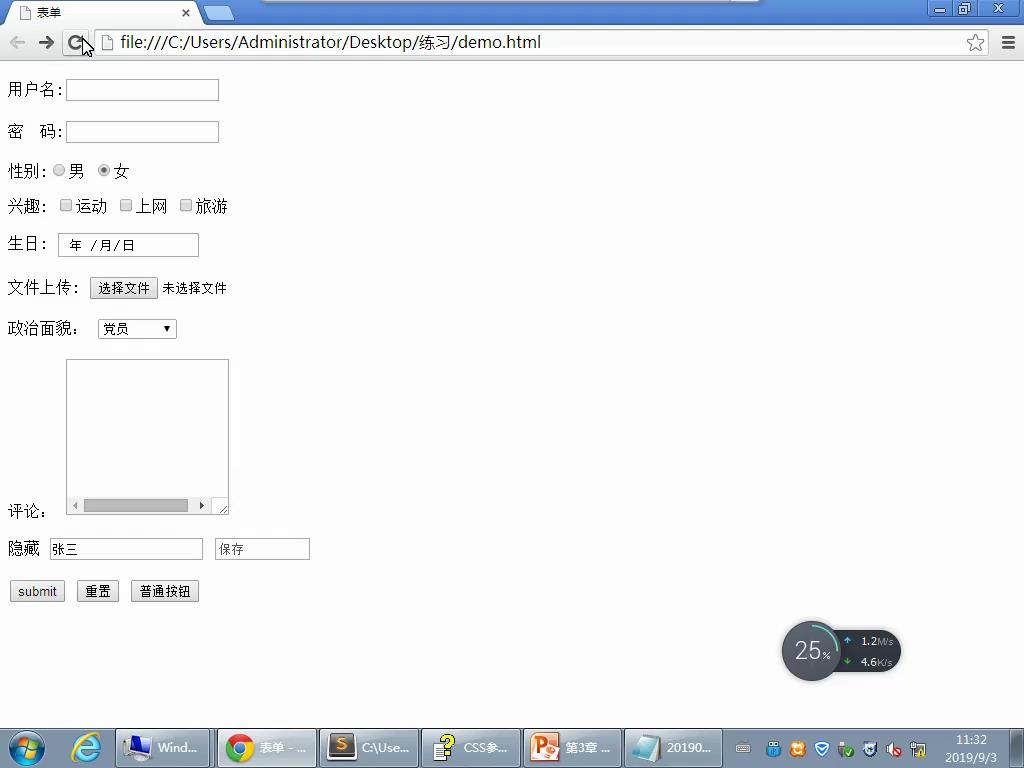 表单
file:///C:/Users/Administrator/Desktop/练习/demo.html
用户名:
密 码:
性别: 男 女
兴趣: 运动 上网 旅游
生日: 年 /月/日
文件上传: 选择文件 未选择文件
政治面貌: 党员
评论:
隐藏 张三 保存
submit 重置 普通按钮
25% 1.2M/s
4.6K/s
Wind... 表单 - ... C:\Use... CSS参... 第3章 ... 20190... 11:32
2019/9/3